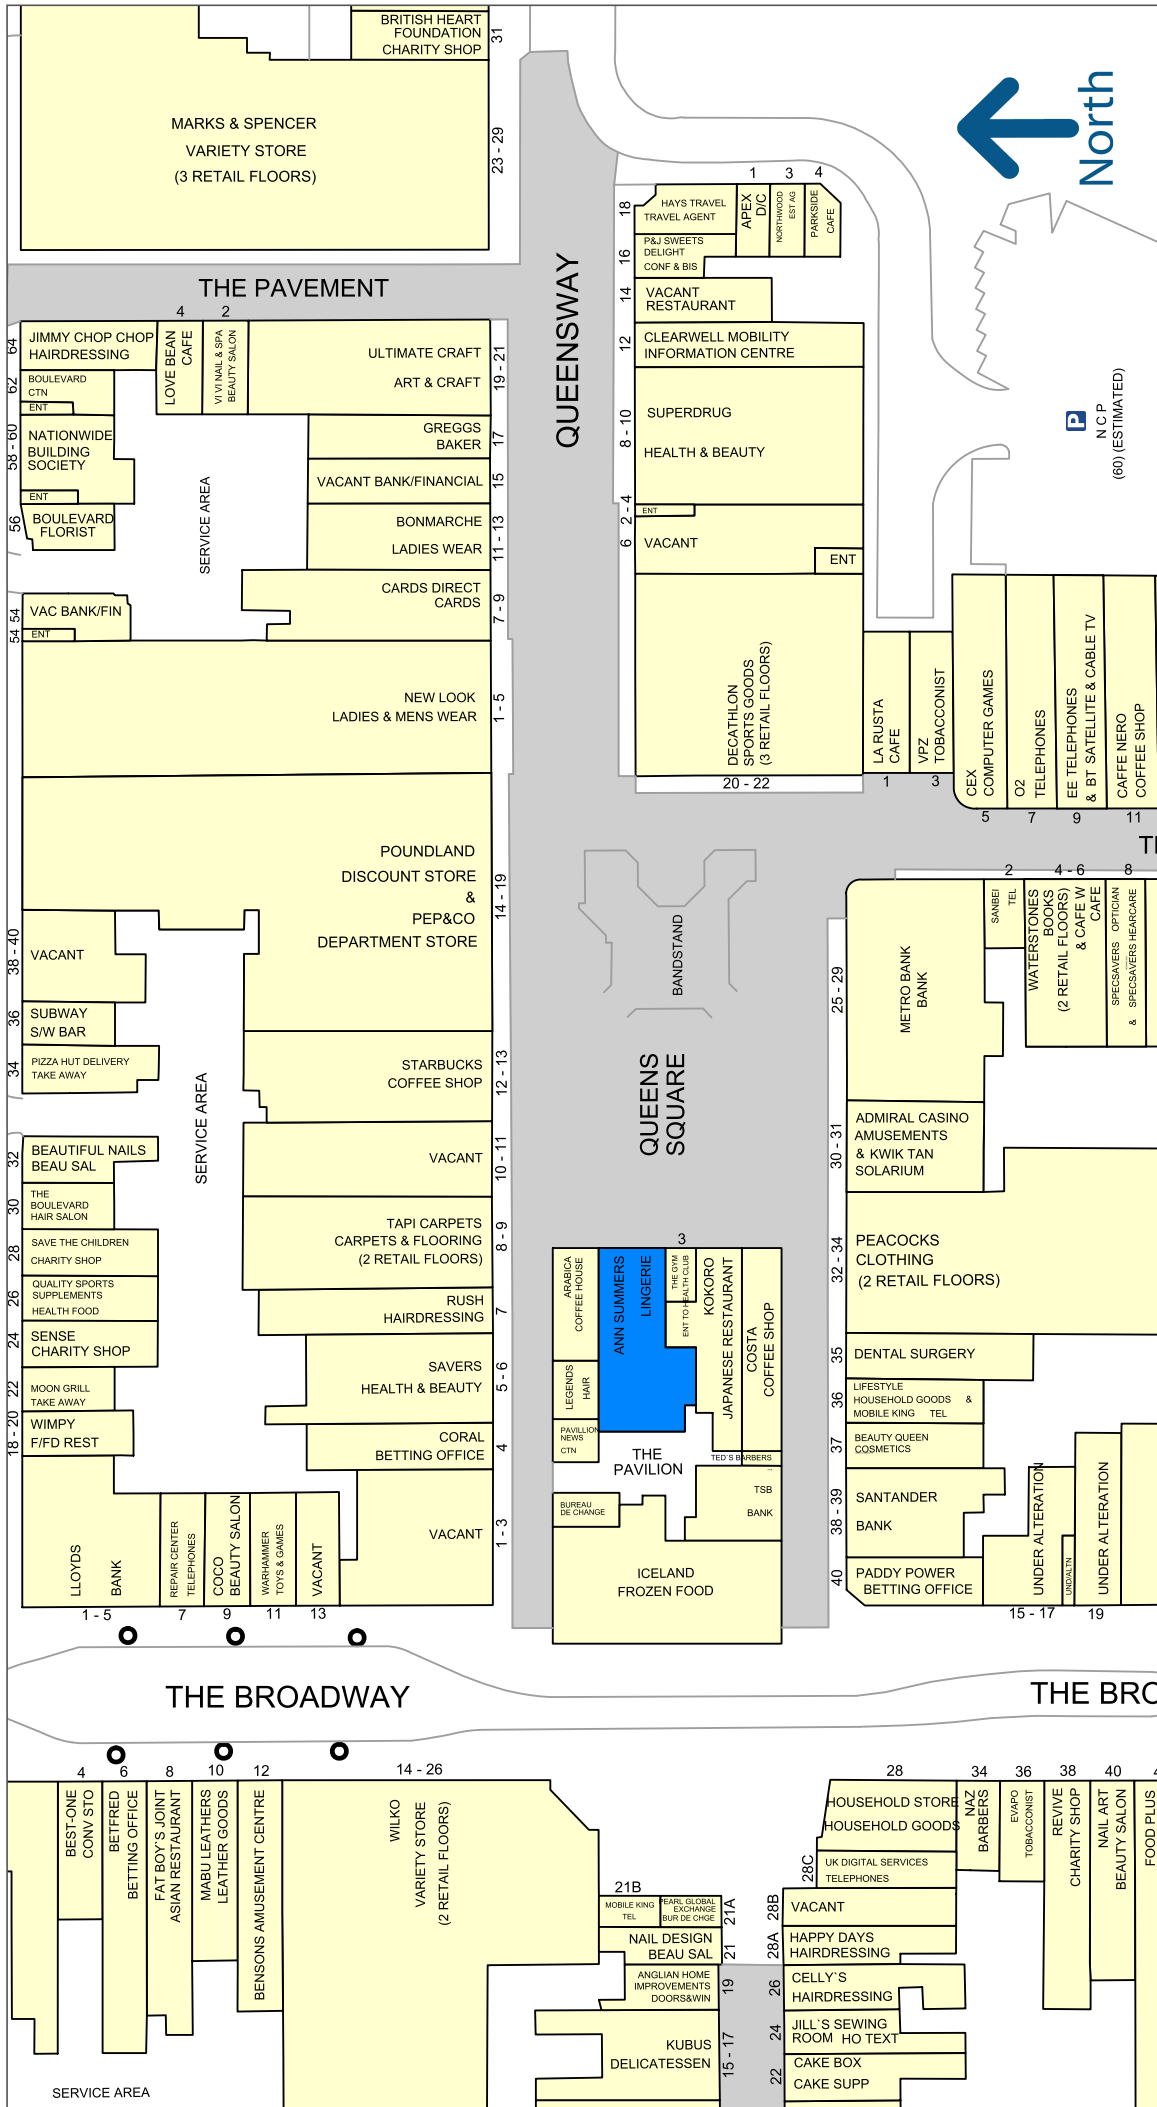 BRITISH HEART
FOUNDATION
CHARITY SHOP
31
MARKS & SPENCER
VARIETY STORE
(3 RETAIL FLOORS)
23 - 29
North
THE PAVEMENT
QUEENSWAY
1
3
4
18
HAYS TRAVEL
TRAVEL AGENT
APEX
D/C
NORTHWOOD
EST AG
PARKSIDE
CAFE
16
P&J SWEETS
DELIGHT
CONF & BIS
14
VACANT
RESTAURANT
12
CLEARWELL MOBILITY
INFORMATION CENTRE
8 - 10
SUPERDRUG
HEALTH & BEAUTY
2 - 4
ENT
6
VACANT
ENT
DECATHLON
SPORTS GOODS
(3 RETAIL FLOORS)
20 - 22
P
N C P
(60) (ESTIMATED)
64
JIMMY CHOP CHOP
HAIRDRESSING
4
LOVE BEAN
CAFE
2
VI VI NAIL & SPA
BEAUTY SALON
ULTIMATE CRAFT
ART & CRAFT
19 - 21
62
BOULEVARD
CTN
ENT
58 - 60
NATIONWIDE
BUILDING
SOCIETY
ENT
56
BOULEVARD
FLORIST
SERVICE AREA
GREGGS
BAKER
17
VACANT BANK/FINANCIAL
15
BONMARCHE
LADIES WEAR
11 - 13
CARDS DIRECT
CARDS
7 - 9
54
VAC BANK/FIN
54
ENT
NEW LOOK
LADIES & MENS WEAR
1 - 5
LA RUSTA
CAFE
1
VPZ
TOBACCONIST
3
CEX
COMPUTER GAMES
5
O2
TELEPHONES
7
EE TELEPHONES
& BT SATELLITE & CABLE TV
9
CAFFE NERO
COFFEE SHOP
11
POUNDLAND
DISCOUNT STORE
&
PEP&CO
DEPARTMENT STORE
14 - 19
BANDSTAND
QUEENS
SQUARE
38 - 40
VACANT
36
SUBWAY
S/W BAR
34
PIZZA HUT DELIVERY
TAKE AWAY
SERVICE AREA
STARBUCKS
COFFEE SHOP
12 - 13
VACANT
10 - 11
TAPI CARPETS
CARPETS & FLOORING
(2 RETAIL FLOORS)
8 - 9
RUSH
HAIRDRESSING
7
SAVERS
HEALTH & BEAUTY
5 - 6
CORAL
BETTING OFFICE
4
VACANT
1 - 3
32
BEAUTIFUL NAILS
BEAU SAL
30
THE
BOULEVARD
HAIR SALON
28
SAVE THE CHILDREN
CHARITY SHOP
26
QUALITY SPORTS
SUPPLEMENTS
HEALTH FOOD
24
SENSE
CHARITY SHOP
22
MOON GRILL
TAKE AWAY
18 - 20
WIMPY
F/FD REST
LLOYDS
BANK
1 - 5
REPAIR CENTER
TELEPHONES
7
COCO
BEAUTY SALON
9
WARHAMMER
TOYS & GAMES
11
VACANT
13
METRO BANK
BANK
25 - 29
2
SANBEI
TEL
4 - 6
WATERSTONES
BOOKS
(2 RETAIL FLOORS)
& CAFE W
CAFE
8
SPECSAVERS OPTICIAN
& SPECSAVERS HEARCARE
30 - 31
ADMIRAL CASINO
AMUSEMENTS
& KWIK TAN
SOLARIUM
32 - 34
PEACOCKS
CLOTHING
(2 RETAIL FLOORS)
35
DENTAL SURGERY
36
LIFESTYLE
HOUSEHOLD GOODS &
MOBILE KING TEL
37
BEAUTY QUEEN
COSMETICS
38 - 39
SANTANDER
BANK
40
PADDY POWER
BETTING OFFICE
UNDER ALTERATION
UND/ALTN
15 - 17
UNDER ALTERATION
19
3
ARABICA
COFFEE HOUSE
ANN SUMMERS
LINGERIE
THE GYM
ENT TO HEALTH CLUB
KOKORO
JAPANESE RESTAURANT
COSTA
COFFEE SHOP
LEGENDS
HAIR
PAVILLION
NEWS
CTN
THE
PAVILION
TED`S BARBERS
TSB
BANK
BUREAU
DE CHANGE
ICELAND
FROZEN FOOD
THE BROADWAY
THE BRO
4
BEST-ONE
CONV STO
6
BETFRED
BETTING OFFICE
8
FAT BOY`S JOINT
ASIAN RESTAURANT
10
MABU LEATHERS
LEATHER GOODS
12
BENSONS AMUSEMENT CENTRE
14 - 26
WILKO
VARIETY STORE
(2 RETAIL FLOORS)
SERVICE AREA
21B
MOBILE KING
TEL
PEARL GLOBAL
EXCHANGE
BUR DE CHGE
21A
NAIL DESIGN
BEAU SAL
21
ANGLIAN HOME
IMPROVEMENTS
DOORS&WIN
19
KUBUS
DELICATESSEN
15 - 17
28
HOUSEHOLD STORE
HOUSEHOLD GOODS
28C
UK DIGITAL SERVICES
TELEPHONES
28B
VACANT
28A
HAPPY DAYS
HAIRDRESSING
26
CELLY`S
HAIRDRESSING
24
JILL`S SEWING
ROOM HO TEXT
22
CAKE BOX
CAKE SUPP
34
NAZ
BARBERS
36
EVAPO
TOBACCONIST
38
REVIVE
CHARITY SHOP
40
NAIL ART
BEAUTY SALON
FOOD PLUS